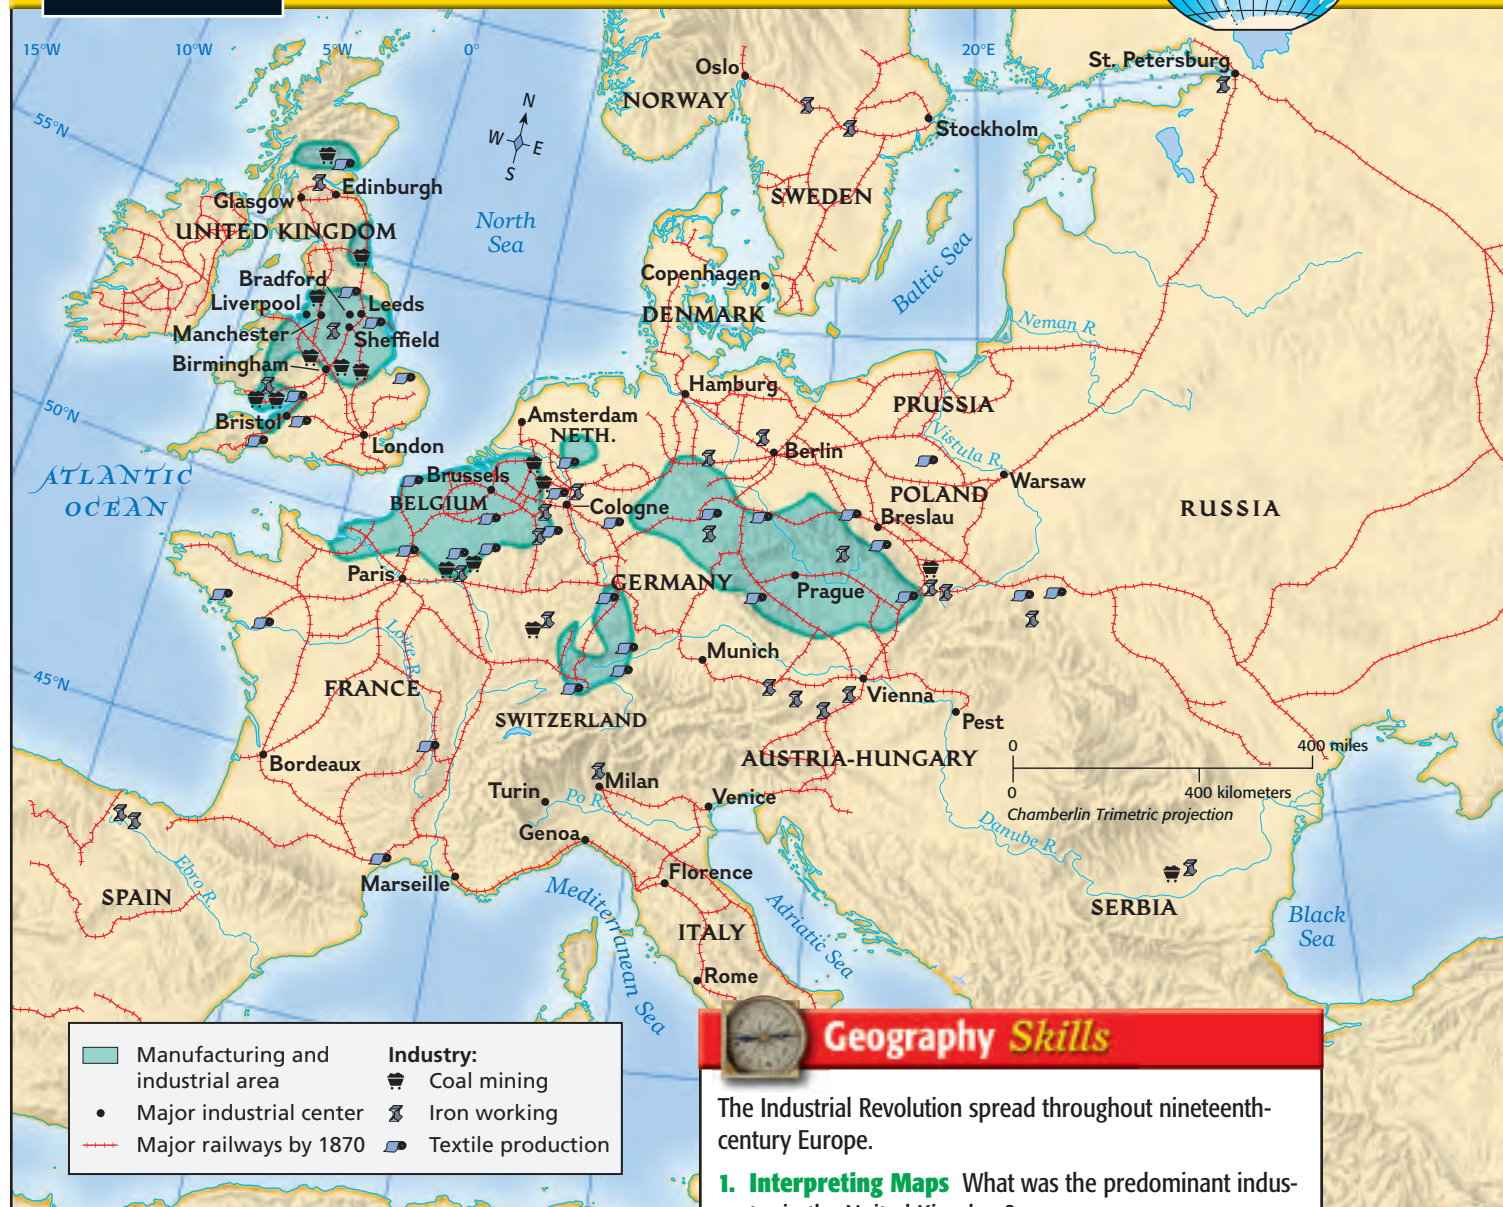 15°W
10°W
5°W
0°
20°E
55°N
50°N
45°N
N
W
E
S
Oslo
NORWAY
St. Petersburg
Stockholm
SWEDEN
Edinburgh
Glasgow
UNITED KINGDOM
North
Sea
Baltic Sea
Copenhagen
DENMARK
Bradford
Liverpool
Leeds
Manchester
Sheffield
Birmingham
Bristol
London
Neman R.
Hamburg
PRUSSIA
Amsterdam
NETH.
Berlin
Vistula R.
Warsaw
ATLANTIC
OCEAN
Brussels
BELGIUM
Cologne
POLAND
Breslau
RUSSIA
Paris
GERMANY
Prague
Loire R.
Munich
FRANCE
Vienna
SWITZERLAND
Pest
AUSTRIA-HUNGARY
Bordeaux
Turin
Po R.
Milan
Venice
0
400 miles
0
400 kilometers
Chamberlin Trimetric projection
Genoa
Danube R.
Ebro R.
Marseille
Florence
SPAIN
Mediterranean Sea
Adriatic Sea
SERBIA
Black
Sea
ITALY
Rome
Manufacturing and
industrial area
Major industrial center
Major railways by 1870
Industry:
Coal mining
Iron working
Textile production
Geography Skills
The Industrial Revolution spread throughout nineteenth-
century Europe.
1. Interpreting Maps What was the predominant indus-